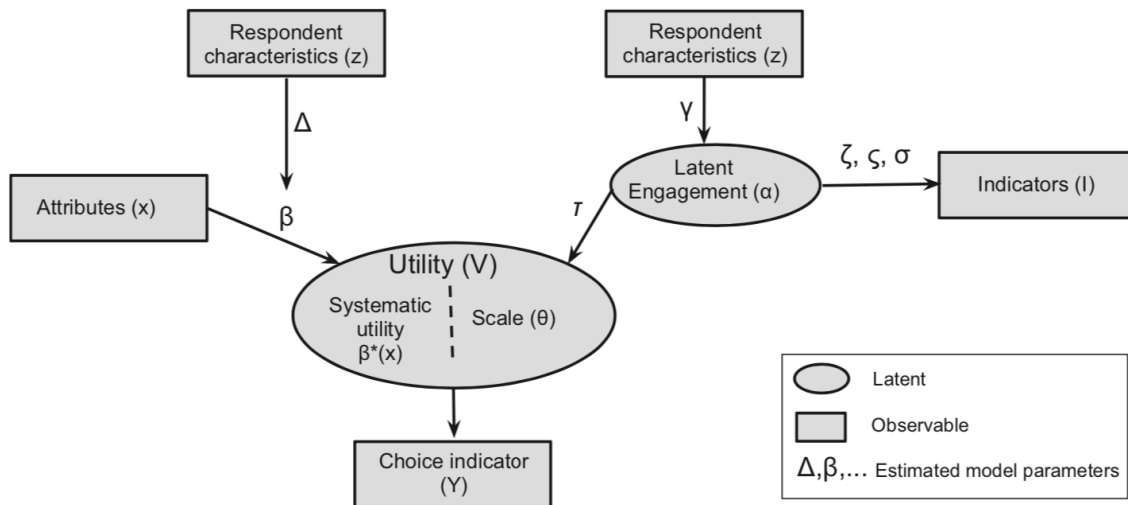 Respondent
characteristics (z)
Respondent
characteristics (z)
Δ
γ
Attributes (x)
β
Latent
Engagement (α)
ζ, ς, σ
Indicators (I)
τ
Utility (V)
Systematic
utility
β*(x)
Scale (θ)
Choice indicator
(Y)
Latent
Observable
Δ,β,... Estimated model parameters